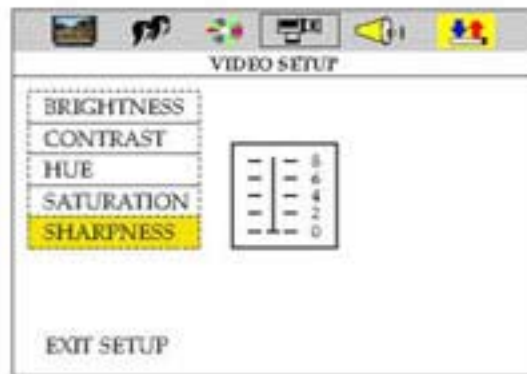 VIDEO SETUP
BRIGHTNESS
CONTRAST
HUE
SATURATION
SHARPNESS
8
6
4
2
0
EXIT SETUP